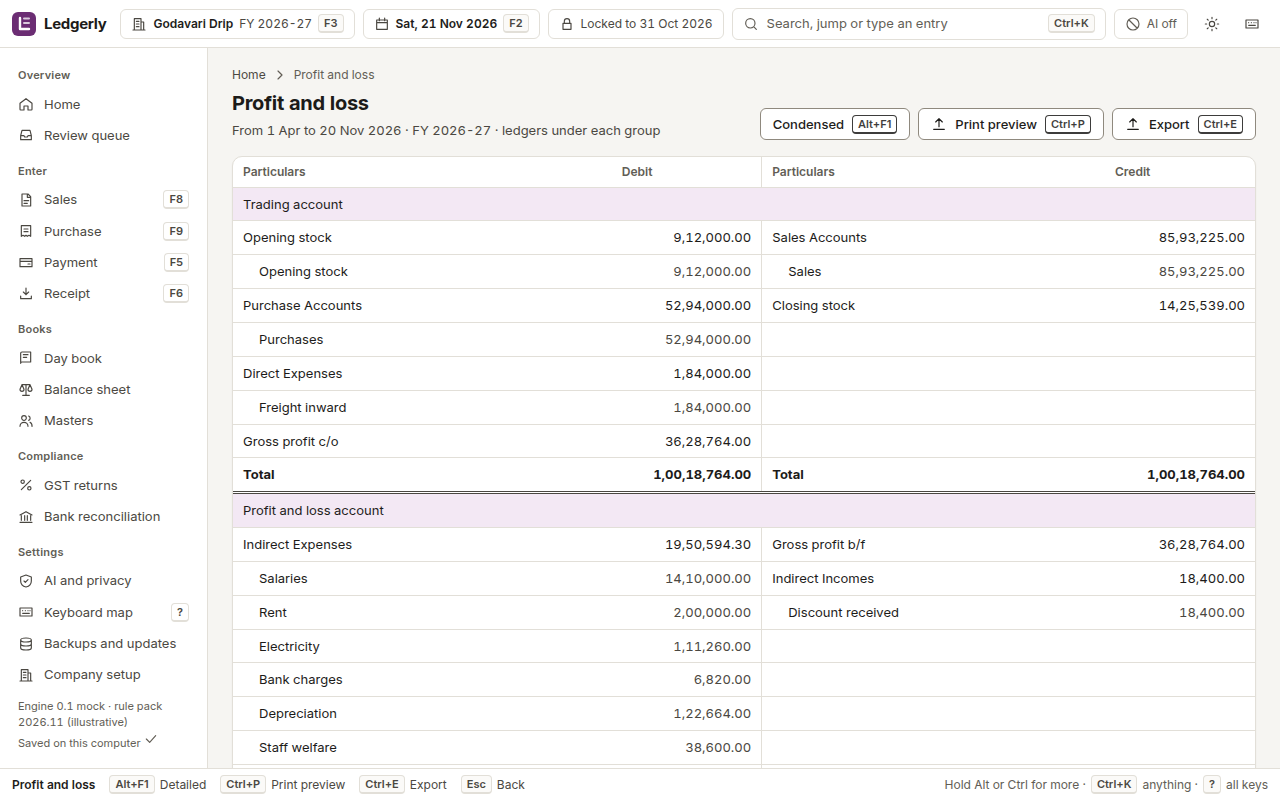 Ledgerly
Godavari Drip FY 2026-27 F3
Sat, 21 Nov 2026 F2
Locked to 31 Oct 2026
Search, jump or type an entry Ctrl+K
AI off
Overview
Home
Review queue
Enter
Sales F8
Purchase F9
Payment F5
Receipt F6
Books
Day book
Balance sheet
Masters
Compliance
GST returns
Bank reconciliation
Settings
AI and privacy
Keyboard map ?
Backups and updates
Company setup
Engine 0.1 mock · rule pack
2026.11 (illustrative)
Saved on this computer
Home Profit and loss
Profit and loss
From 1 Apr to 20 Nov 2026 · FY 2026-27 · ledgers under each group
Condensed Alt+F1
Print preview Ctrl+P
Export Ctrl+E
Particulars Debit Particulars Credit
Trading account
Opening stock 9,12,000.00 Sales Accounts 85,93,225.00
Opening stock 9,12,000.00 Sales 85,93,225.00
Purchase Accounts 52,94,000.00 Closing stock 14,25,539.00
Purchases 52,94,000.00
Direct Expenses 1,84,000.00
Freight inward 1,84,000.00
Gross profit c/o 36,28,764.00
Total 1,00,18,764.00 Total 1,00,18,764.00
Profit and loss account
Indirect Expenses 19,50,594.30 Gross profit b/f 36,28,764.00
Salaries 14,10,000.00 Indirect Incomes 18,400.00
Rent 2,00,000.00 Discount received 18,400.00
Electricity 1,11,260.00
Bank charges 6,820.00
Depreciation 1,22,664.00
Staff welfare 38,600.00
Profit and loss Alt+F1 Detailed Ctrl+P Print preview Ctrl+E Export Esc Back
Hold Alt or Ctrl for more · Ctrl+K anything · ? all keys